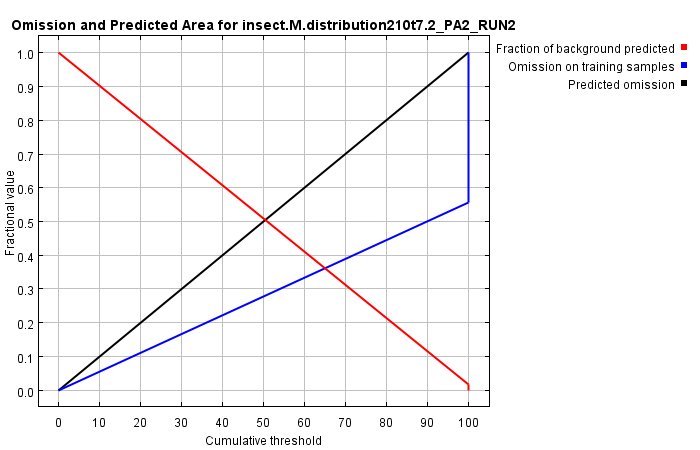 Omission and Predicted Area for insect.M.distribution210t7.2_PA2_RUN2
Fraction of background predicted
Omission on training samples
Predicted omission
1.0
0.9
0.8
0.7
0.6
0.5
0.4
0.3
0.2
0.1
0.0
Fractional value
0 10 20 30 40 50 60 70 80 90 100
Cumulative threshold